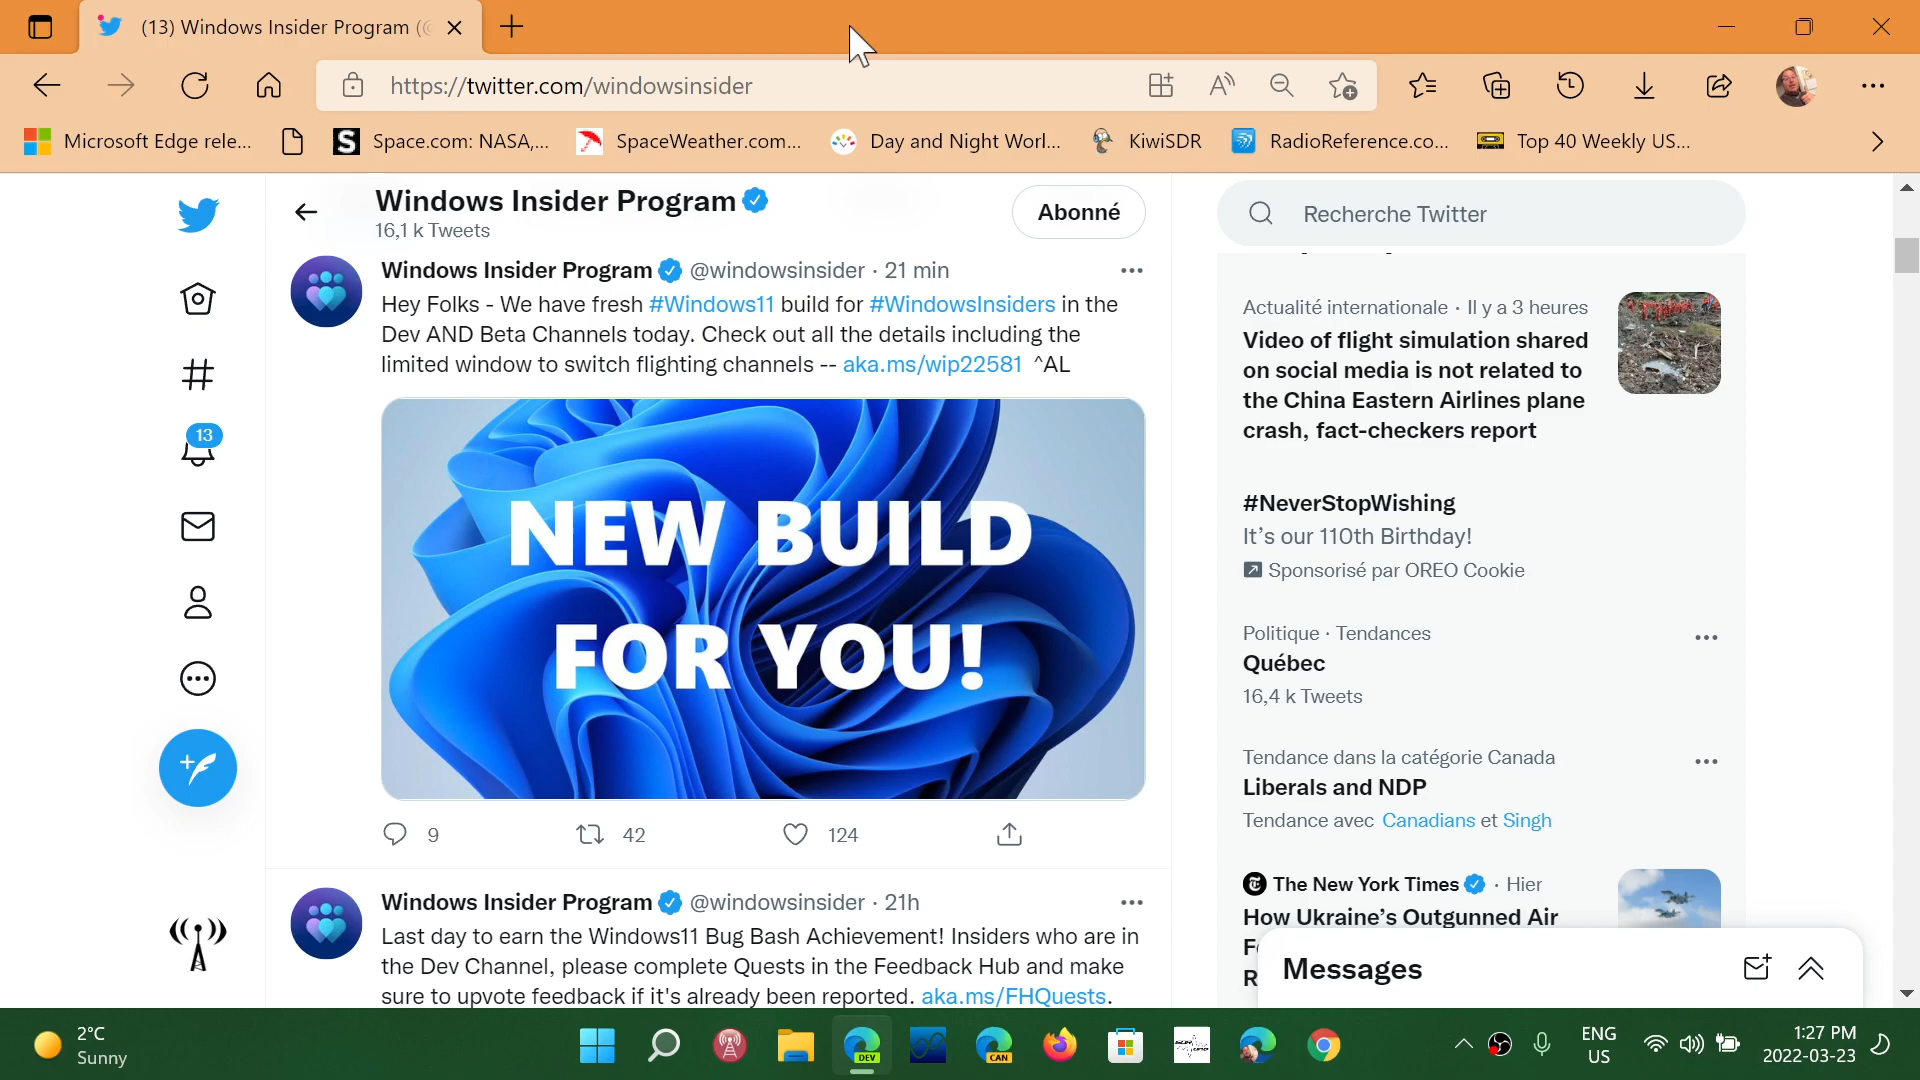 (13) Windows Insider Program (@
https://twitter.com/windowsinsider
Microsoft Edge rele...
Space.com: NASA,...
SpaceWeather.com...
Day and Night Worl...
KiwiSDR
RadioReference.co...
Top 40 Weekly US...
Windows Insider Program
16,1 k Tweets
Abonné
Recherche Twitter
13
Windows Insider Program @windowsinsider · 21 min
Hey Folks - We have fresh #Windows11 build for #WindowsInsiders in the
Dev AND Beta Channels today. Check out all the details including the
limited window to switch flighting channels -- aka.ms/wip22581 ^AL
NEW BUILD
FOR YOU!
9
42
124
Windows Insider Program @windowsinsider · 21h
Last day to earn the Windows11 Bug Bash Achievement! Insiders who are in
the Dev Channel, please complete Quests in the Feedback Hub and make
sure to upvote feedback if it's already been reported. aka.ms/FHQuests.
Actualité internationale · Il y a 3 heures
Video of flight simulation shared
on social media is not related to
the China Eastern Airlines plane
crash, fact-checkers report
#NeverStopWishing
It's our 110th Birthday!
Sponsorisé par OREO Cookie
Politique · Tendances
Québec
16,4 k Tweets
Tendance dans la catégorie Canada
Liberals and NDP
Tendance avec Canadians et Singh
The New York Times · Hier
How Ukraine's Outgunned Air
Messages
2°C
Sunny
DEV
CAN
ENG
US
1:27 PM
2022-03-23